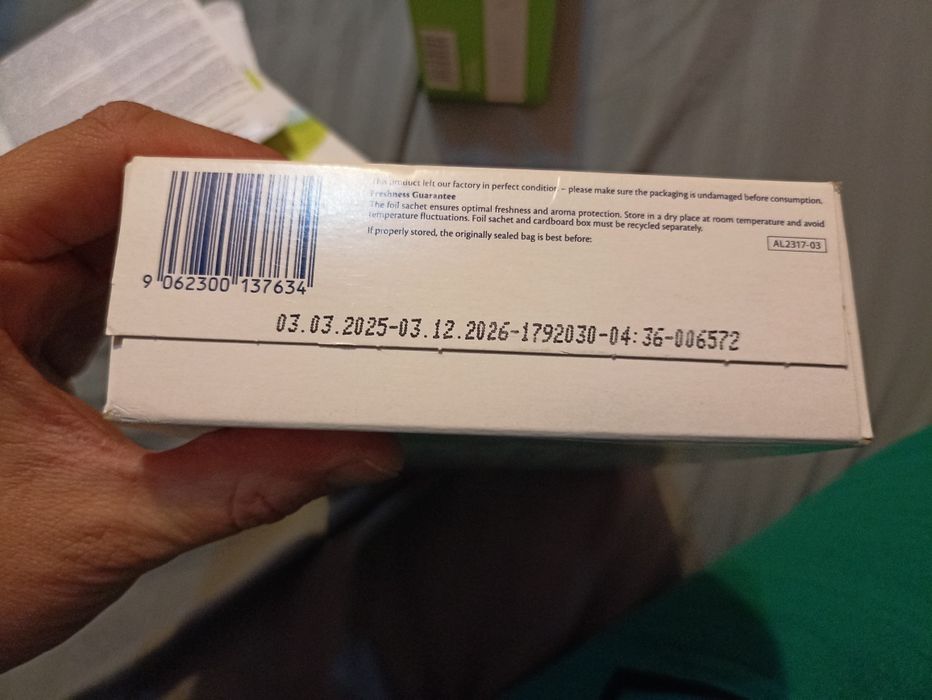 This product left our factory in perfect condition – please make sure the packaging is undamaged before consumption.
Freshness Guarantee
The foil sachet ensures optimal freshness and aroma protection. Store in a dry place at room temperature and avoid
temperature fluctuations. Foil sachet and cardboard box must be recycled separately.
If properly stored, the originally sealed bag is best before:
AL2317-03
9 062300 137634
03.03.2025-03.12.2026-1792030-04:36-006572